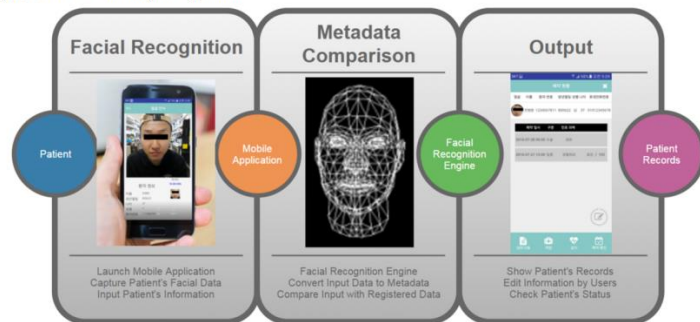 Facial Recognition
Metadata
Comparison
Output
Patient
Mobile
Application
Facial
Recognition
Engine
Patient
Records
Launch Mobile Application
Capture Patient's Facial Data
Input Patient's Information
Facial Recognition Engine
Convert Input Data to Metadata
Compare Input with Registered Data
Show Patient's Records
Edit Information by Users
Check Patient's Status